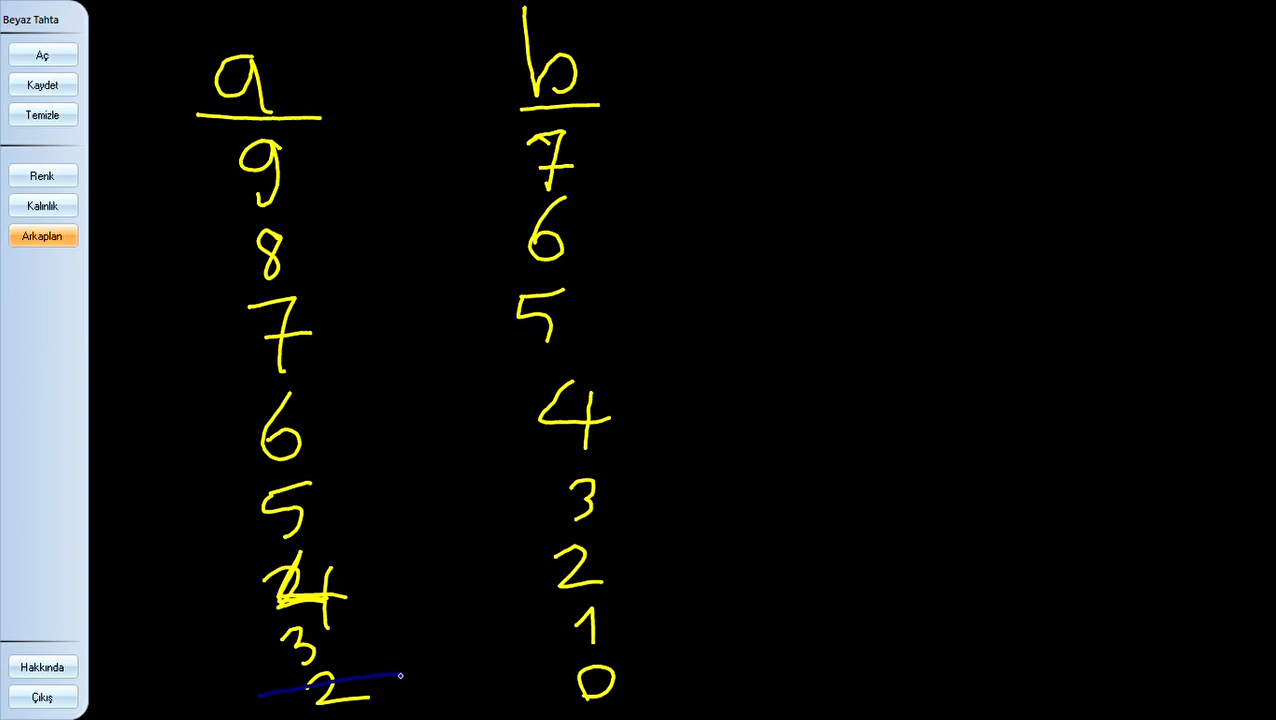 Beyaz Tahta
Aç
Kaydet
Temizle
Renk
Kalınlık
Arkaplan
Hakkında
Çıkış
a b
9 7
8 6
7 5
6 4
5 3
4 2
3 1
2 0